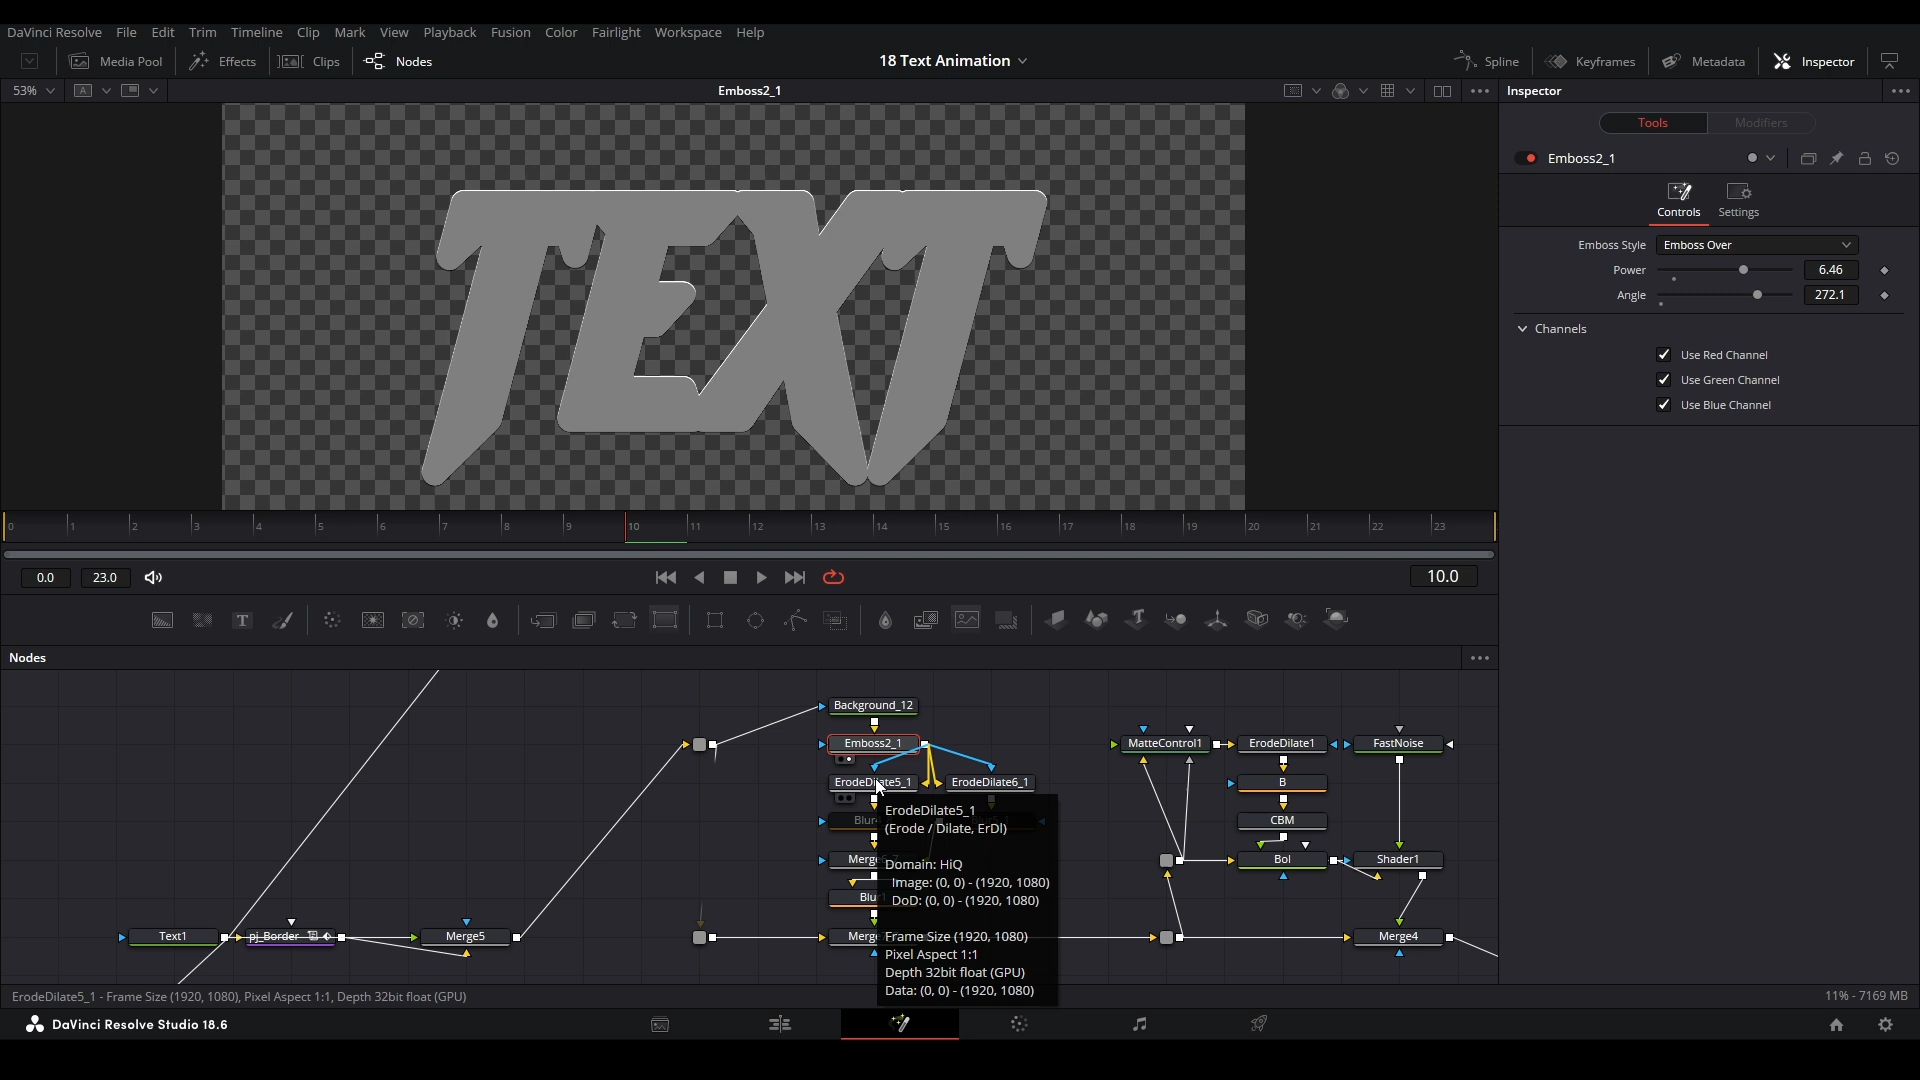 DaVinci Resolve File Edit Trim Timeline Clip Mark View Playback Fusion Color Fairlight Workspace Help
Media Pool Effects Clips Nodes 18 Text Animation Spline Keyframes Metadata Inspector
53% A Emboss2_1 Inspector
Tools Modifiers
Emboss2_1
Controls Settings
Emboss Style Emboss Over
Power 6.46
Angle 272.1
Channels
Use Red Channel
Use Green Channel
Use Blue Channel
TEXT
0 1 2 3 4 5 6 7 8 9 10 11 12 13 14 15 16 17 18 19 20 21 22 23
0.0 23.0 10.0
Nodes
Background_12
Emboss2_1 MatteControl1 ErodeDilate1 FastNoise
ErodeDilate5_1 ErodeDilate6_1 B
ErodeDilate5_1
(Erode / Dilate, ErDl)
Domain: HiQ
Image: (0, 0) - (1920, 1080)
DoD: (0, 0) - (1920, 1080)
Frame Size (1920, 1080)
Pixel Aspect 1:1
Depth 32bit float (GPU)
Data: (0, 0) - (1920, 1080)
Blur CBM
Merge Bol Shader1
Blu
Text1 pj_Border Merge5 Merge Merge4
ErodeDilate5_1 - Frame Size (1920, 1080), Pixel Aspect 1:1, Depth 32bit float (GPU) 11% - 7169 MB
DaVinci Resolve Studio 18.6